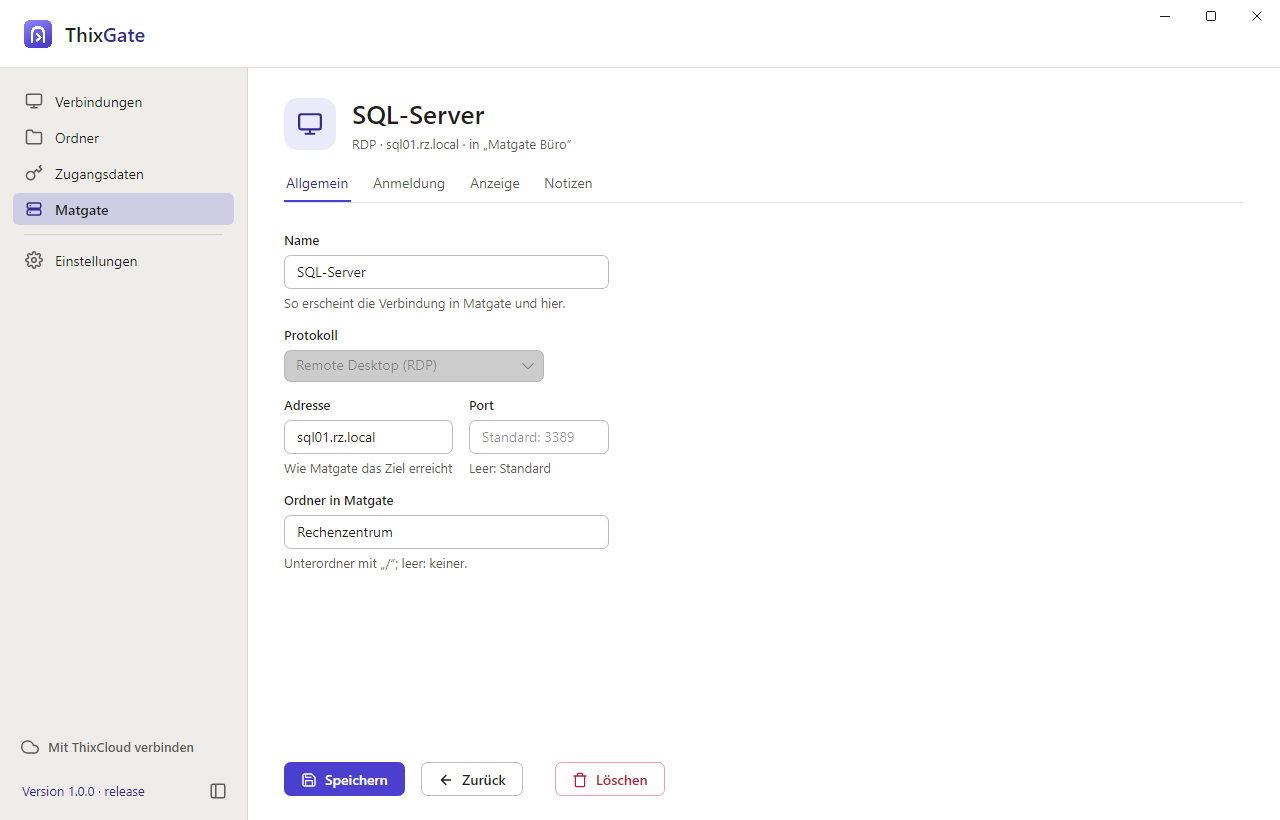 ThixGate
Verbindungen
Ordner
Zugangsdaten
Matgate
Einstellungen
Mit ThixCloud verbinden
Version 1.0.0 · release
SQL-Server
RDP · sql01.rz.local · in „Matgate Büro“
Allgemein Anmeldung Anzeige Notizen
Name
SQL-Server
So erscheint die Verbindung in Matgate und hier.
Protokoll
Remote Desktop (RDP)
Adresse Port
sql01.rz.local Standard: 3389
Wie Matgate das Ziel erreicht Leer: Standard
Ordner in Matgate
Rechenzentrum
Unterordner mit „/“; leer: keiner.
Speichern Zurück Löschen